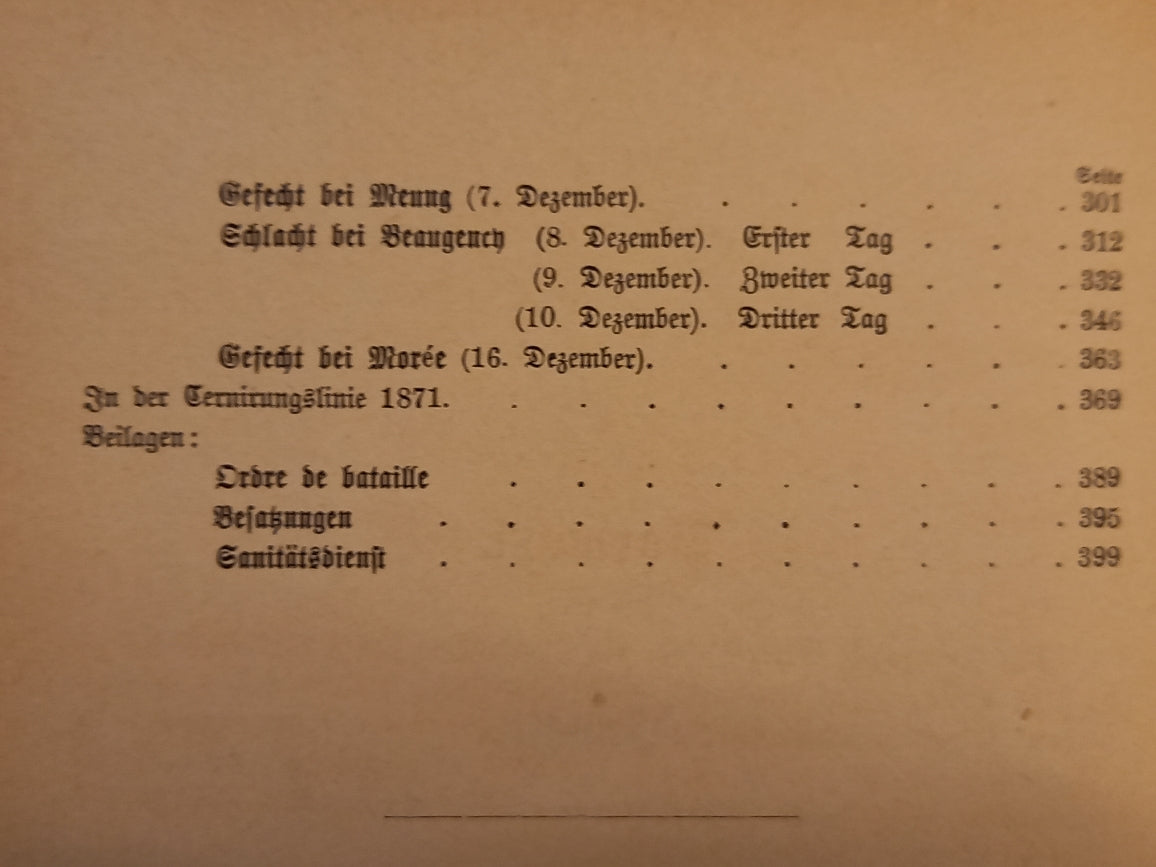 Seite
Gefecht bei Meung (7. Dezember). . . . . . . 301
Schlacht bei Beaugency (8. Dezember). Erster Tag . . . 312
(9. Dezember). Zweiter Tag . . . 332
(10. Dezember). Dritter Tag . . . 346
Gefecht bei Morée (16. Dezember). . . . . . . 363
In der Cernirungslinie 1871. . . . . . . . . . 369
Beilagen:
Ordre de bataille . . . . . . . . . 389
Besatzungen . . . . . . . . . . 395
Sanitätsdienst . . . . . . . . . . 399